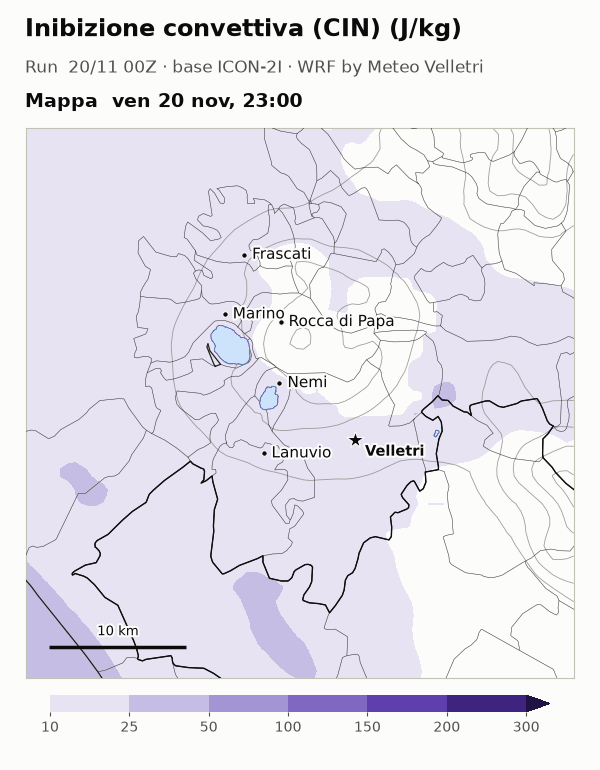 Inibizione convettiva (CIN) (J/kg)
Run  20/11 00Z · base ICON-2I · WRF by Meteo Velletri
Mappa  ven 20 nov, 23:00
Frascati
Marino
Rocca di Papa
Nemi
Velletri
Lanuvio
10 km
10 25 50 100 150 200 300